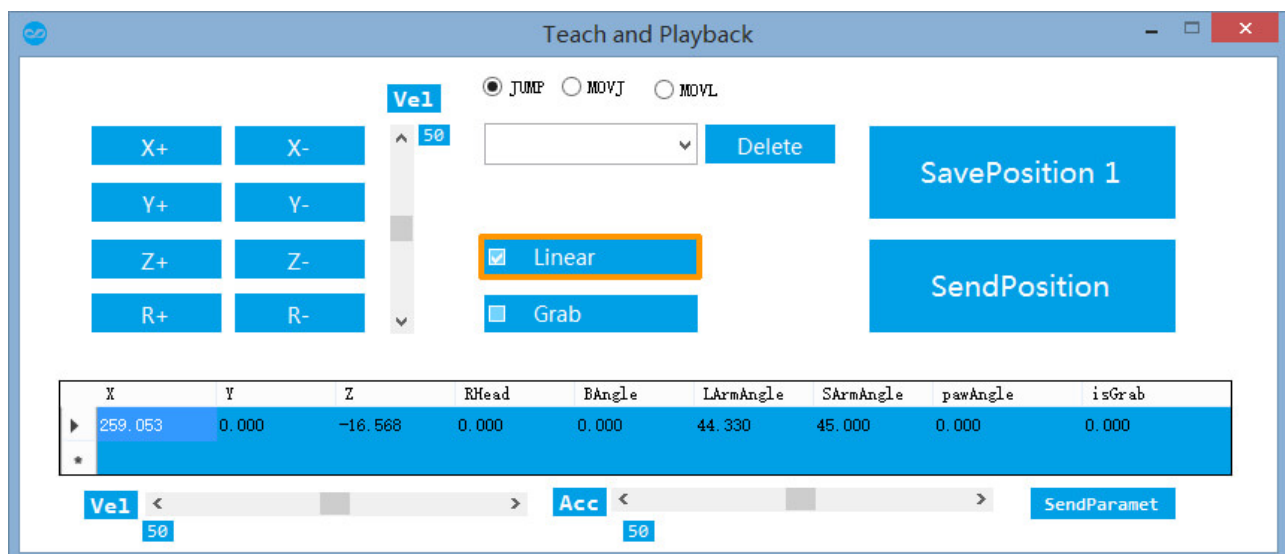 Teach and Playback
Vel
JUMP MOVJ MOVL
X+ X- 50 Delete
SavePosition 1
Y+ Y-
Z+ Z- Linear
SendPosition
R+ R- Grab
X Y Z RHead BAngle LArmAngle SArmAngle pawAngle isGrab
259.053 0.000 -16.568 0.000 0.000 44.330 45.000 0.000 0.000
Vel Acc SendParamet
50 50